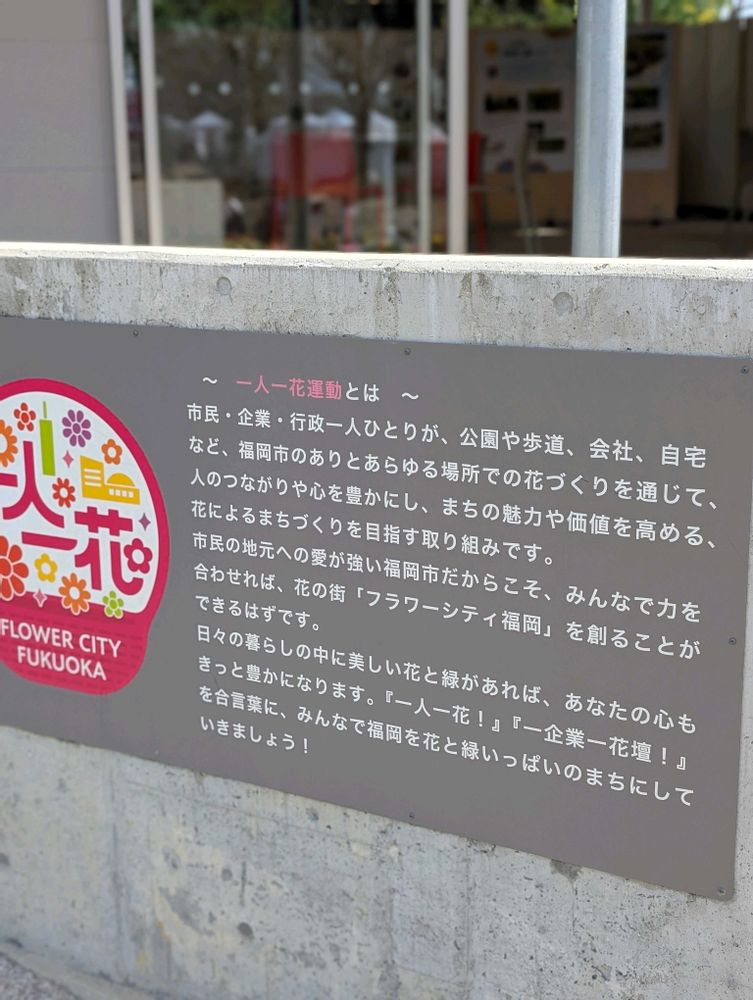 一人一花
FLOWER CITY
FUKUOKA
～ 一人一花運動とは ～
市民・企業・行政一人ひとりが、公園や歩道、会社、自宅
など、福岡市のありとあらゆる場所での花づくりを通じて、
人のつながりや心を豊かにし、まちの魅力や価値を高める、
花によるまちづくりを目指す取り組みです。
市民の地元への愛が強い福岡市だからこそ、みんなで力を
合わせれば、花の街「フラワーシティ福岡」を創ることが
できるはずです。
日々の暮らしの中に美しい花と緑があれば、あなたの心も
きっと豊かになります。『一人一花！』『一企業一花壇！』
を合言葉に、みんなで福岡を花と緑いっぱいのまちにして
いきましょう！